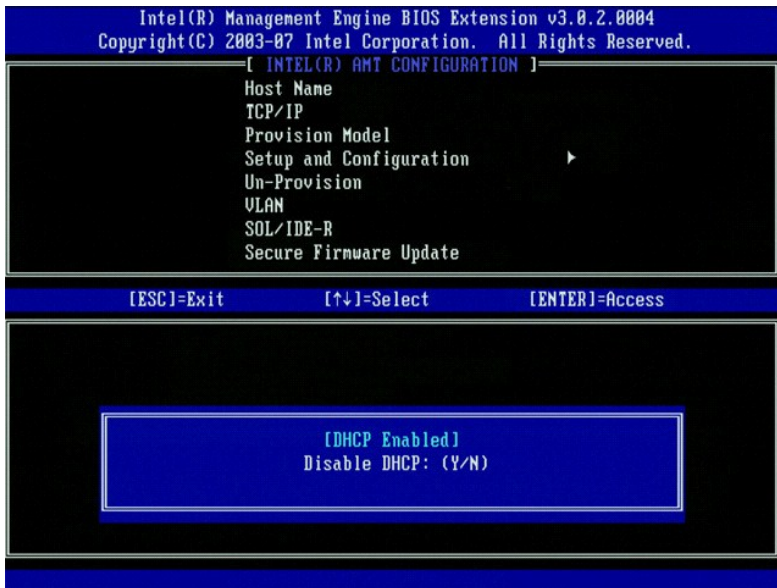 Intel(R) Management Engine BIOS Extension v3.0.2.0004
Copyright(C) 2003-07 Intel Corporation. All Rights Reserved.
[ INTEL(R) AMT CONFIGURATION ]
Host Name
TCP/IP
Provision Model
Setup and Configuration
Un-Provision
VLAN
SOL/IDE-R
Secure Firmware Update
[ESC]=Exit [↑↓]=Select [ENTER]=Access
[DHCP Enabled]
Disable DHCP: (Y/N)